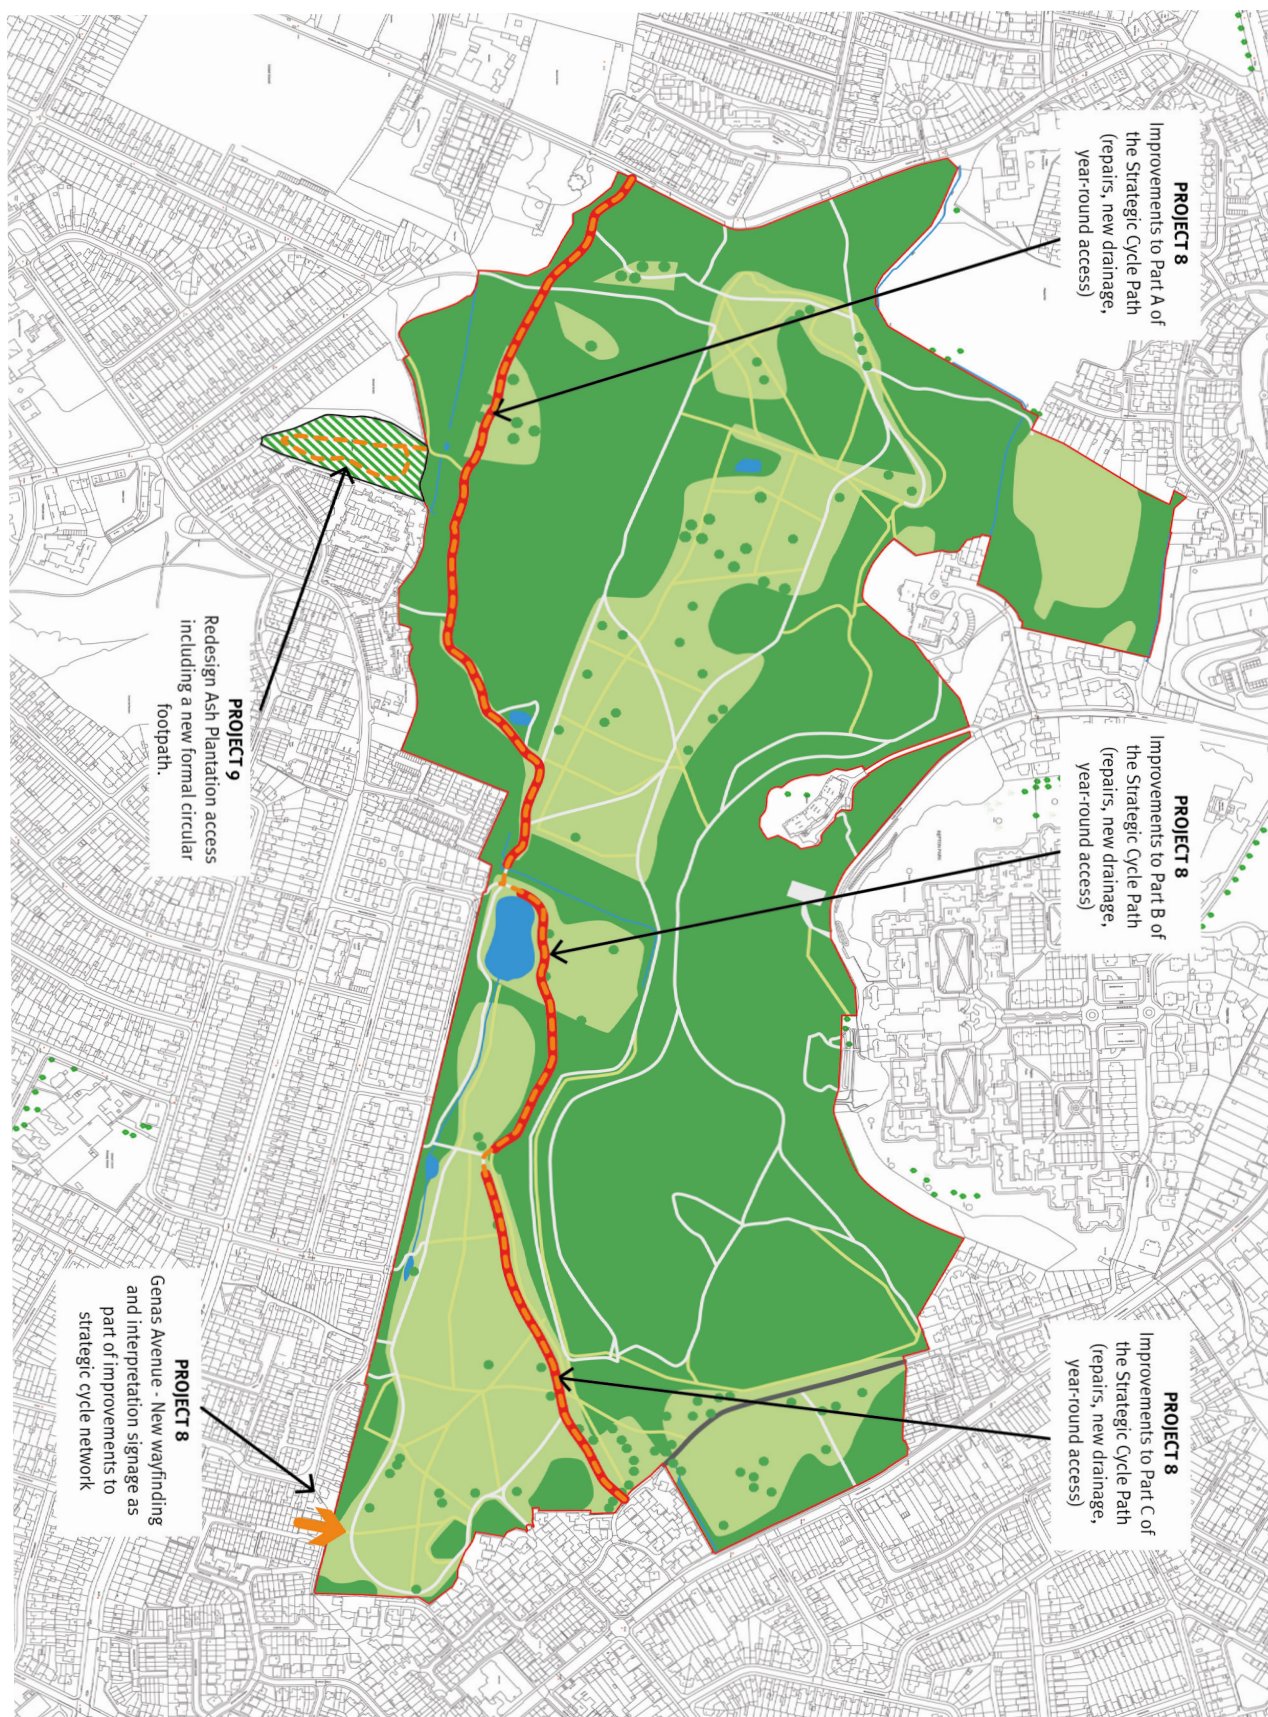 PROJECT 8
Improvements to Part A of
the Strategic Cycle Path
(repairs, new drainage,
year-round access)
PROJECT 8
Improvements to Part B of
the Strategic Cycle Path
(repairs, new drainage,
year-round access)
PROJECT 8
Improvements to Part C of
the Strategic Cycle Path
(repairs, new drainage,
year-round access)
PROJECT 9
Redesign Ash Plantation access
including a new formal circular
footpath.
PROJECT 8
Genas Avenue - New wayfinding
and interpretation signage as
part of improvements to
strategic cycle network